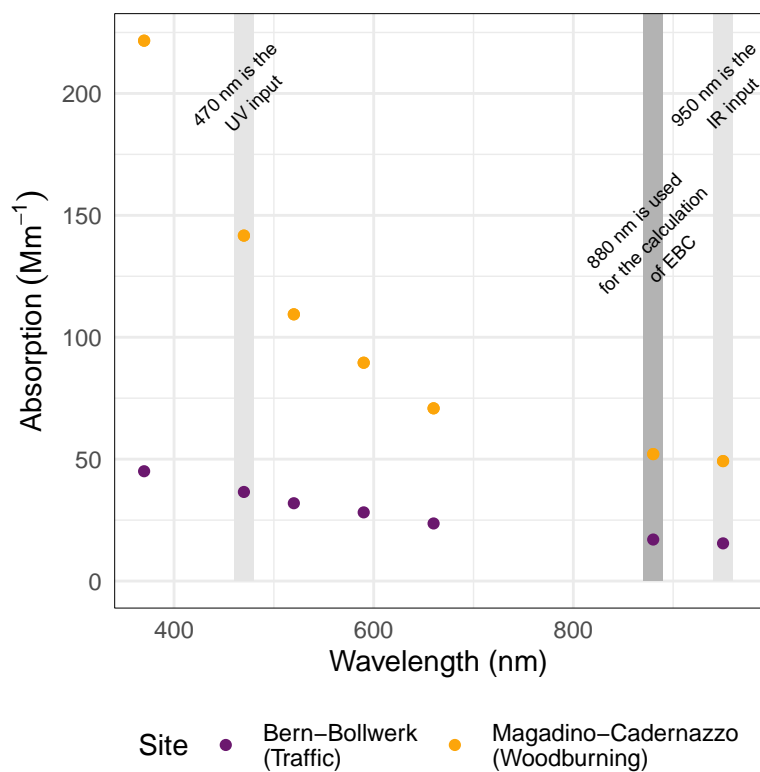 470 nm is the
UV input
950 nm is the
IR input
880 nm is used
for the calculation
of EBC
Absorption (Mm⁻¹)
200
150
100
50
0
400
600
800
Wavelength (nm)
Site
Bern−Bollwerk
(Traffic)
Magadino−Cadernazzo
(Woodburning)